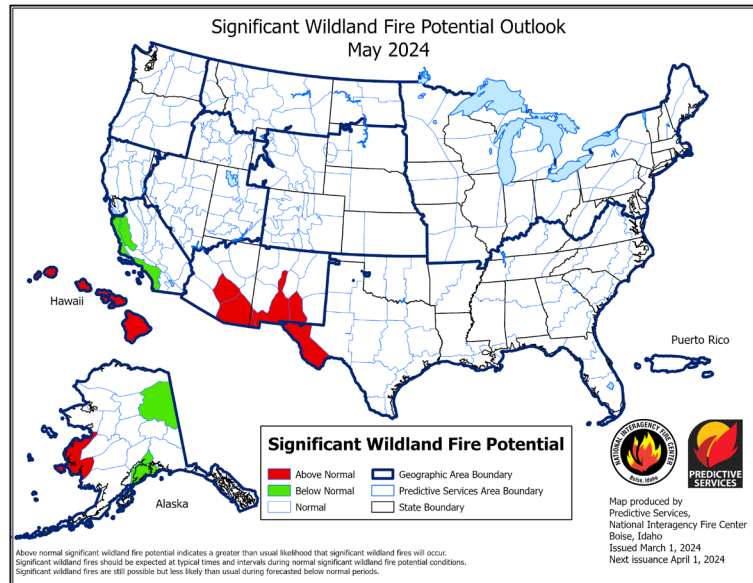 Significant Wildland Fire Potential Outlook
May 2024
Hawaii
Puerto Rico
Alaska
Significant Wildland Fire Potential
Above Normal
Below Normal
Normal
Geographic Area Boundary
Predictive Services Area Boundary
State Boundary
NATIONAL INTERAGENCY FIRE CENTER
Boise, Idaho
PREDICTIVE
SERVICES
Map produced by
Predictive Services,
National Interagency Fire Center
Boise, Idaho
Issued March 1, 2024
Next issuance April 1, 2024
Above normal significant wildland fire potential indicates a greater than usual likelihood that significant wildland fires will occur.
Significant wildland fires should be expected at typical times and intervals during normal significant wildland fire potential conditions.
Significant wildland fires are still possible but less likely than usual during forecasted below normal periods.